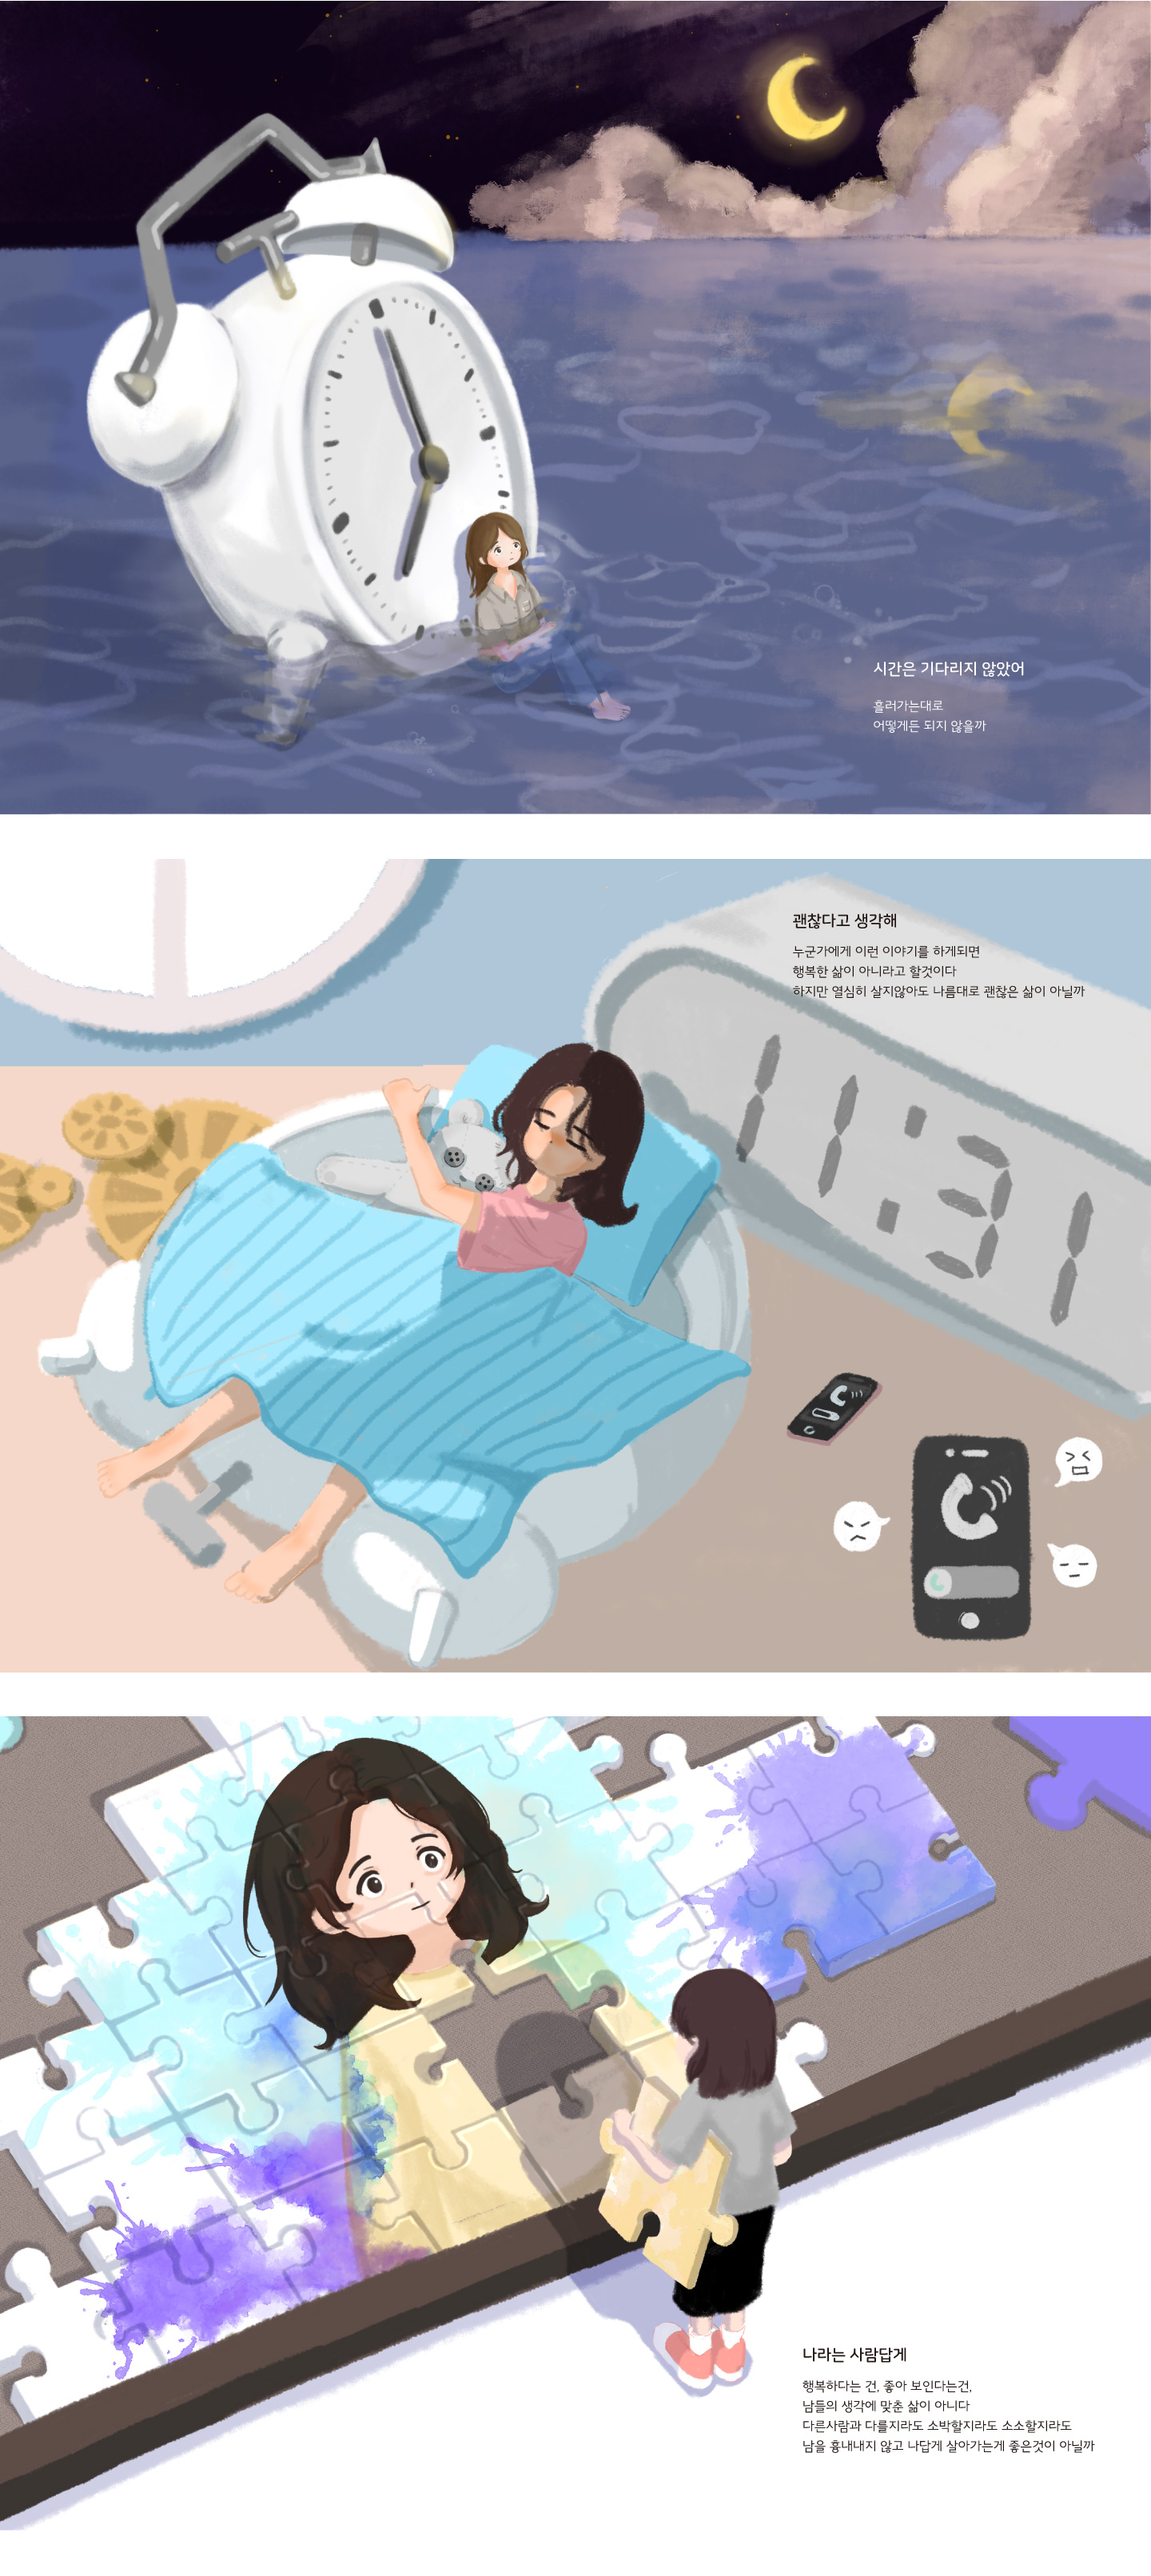 시간은 기다리지 않았어
흘러가는대로
어떻게든 되지 않을까
괜찮다고 생각해
누군가에게 이런 이야기를 하게되면
행복한 삶이 아니라고 할것이다
하지만 열심히 살지않아도 나름대로 괜찮은 삶이 아닐까
11:31
나라는 사람답게
행복하다는 건, 좋아 보인다는건,
남들의 생각에 맞춘 삶이 아니다
다른사람과 다를지라도 소박할지라도 소소할지라도
남을 흉내내지 않고 나답게 살아가는게 좋은것이 아닐까